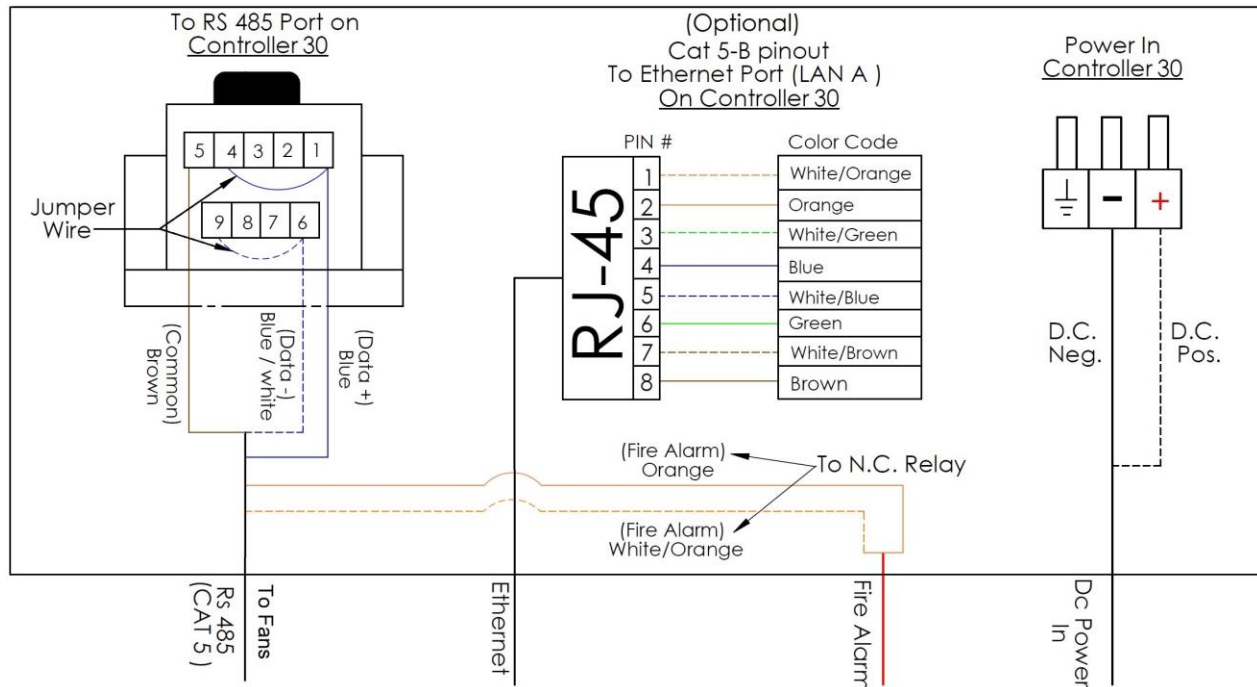 To RS 485 Port on
Controller 30
5 4 3 2 1
9 8 7 6
Jumper
Wire
(Common)
Brown
(Data -)
Blue / white
(Data +)
Blue
(Optional)
Cat 5-B pinout
To Ethernet Port (LAN A )
On Controller 30
PIN # Color Code
RJ-45
1 White/Orange
2 Orange
3 White/Green
4 Blue
5 White/Blue
6 Green
7 White/Brown
8 Brown
Power In
Controller 30
- +
D.C.
Neg.
D.C.
Pos.
(Fire Alarm)
Orange
To N.C. Relay
(Fire Alarm)
White/Orange
To Fans
Rs 485
(CAT 5 )
Ethernet
Fire Alarm
Dc Power
In